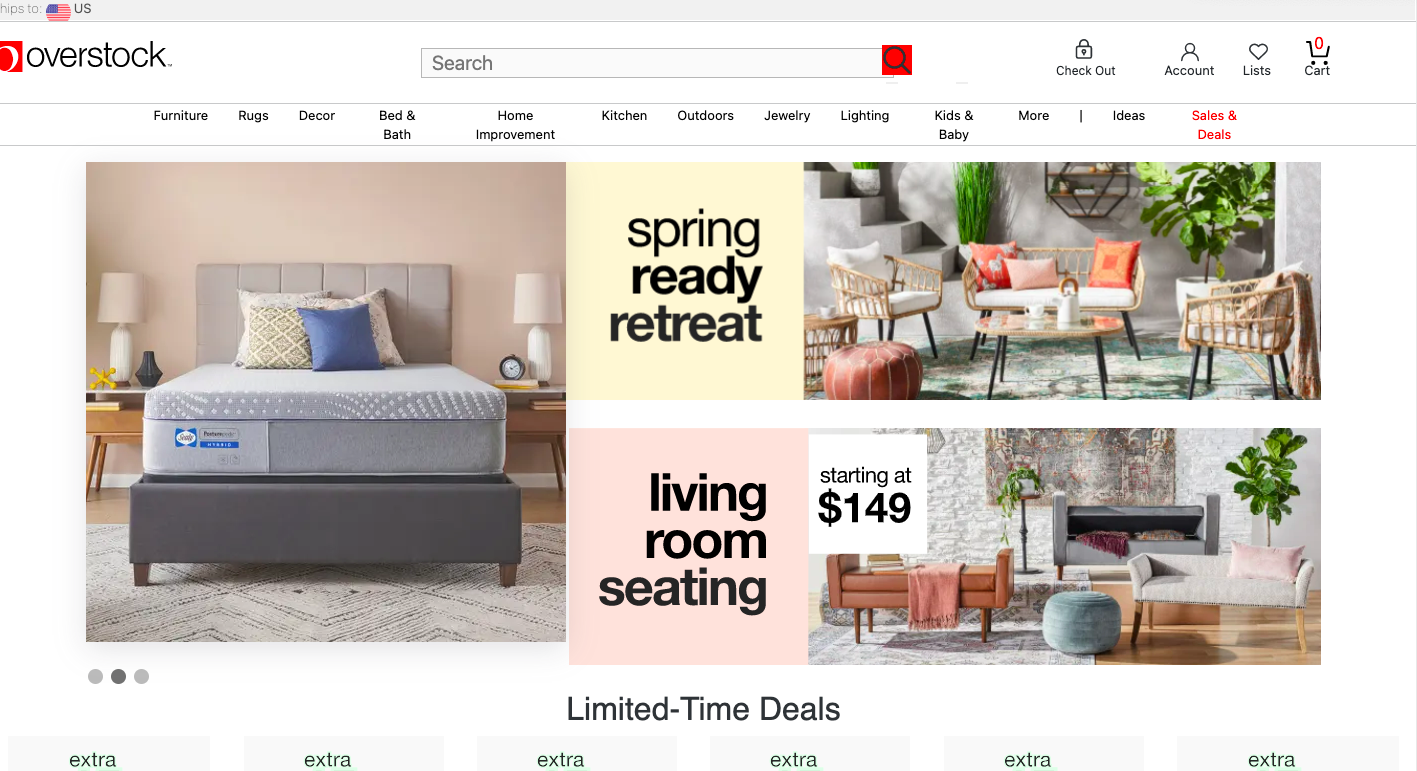 hips to: US
overstock™
Search
Check Out
Account
Lists
0
Cart
Furniture
Rugs
Decor
Bed &
Bath
Home
Improvement
Kitchen
Outdoors
Jewelry
Lighting
Kids &
Baby
More
|
Ideas
Sales &
Deals
Sealy
Posturepedic
HYBRID
spring
ready
retreat
living
room
seating
starting at
$149
Limited-Time Deals
extra
extra
extra
extra
extra
extra